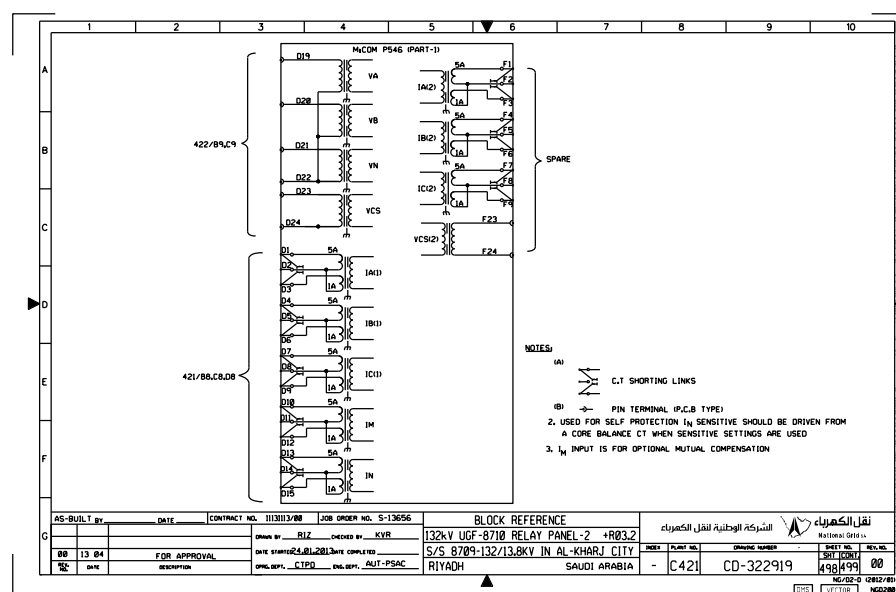 1 2 3 4 5 6 7 8 9 10
A
B
C
D
E
F
G
MiCOM P546 (PART-1)
D19
VA
D20
VB
D21
VN
D22
D23
VCS
D24
422/B9,C9
D1
5A
D2
IA(1)
D3
1A
D4
5A
D5
IB(1)
D6
1A
D7
5A
D8
IC(1)
D9
1A
D10
5A
D11
IM
D12
1A
D13
5A
D14
IN
D15
1A
421/B8,C8,D8
5A
F1
IA(2)
F2
1A
F3
F4
5A
F5
IB(2)
1A
F6
5A
F7
IC(2)
F8
1A
F9
F23
VCS(2)
F24
SPARE
NOTES:
(A)
C.T SHORTING LINKS
(B) PIN TERMINAL (P.C.B TYPE)
2. USED FOR SELF PROTECTION IN SENSITIVE SHOULD BE DRIVEN FROM
A CORE BALANCE CT WHEN SENSITIVE SETTINGS ARE USED
3. IM INPUT IS FOR OPTIONAL MUTUAL COMPENSATION
AS-BUILT BY DATE CONTRACT NO. 11131113/00 JOB ORDER NO. S-13656
DRAWN BY RIZ CHECKED BY KVR
DATE STARTED 24.01.2013 DATE COMPLETED
OPRG.DEPT. CTPD ENG.DEPT. AUT-PSAC
00 13 04 FOR APPROVAL
REV. NO. DATE DESCRIPTION
BLOCK REFERENCE
132kV UGF-8710 RELAY PANEL-2 +R03.2
S/S 8709-132/13.8KV IN AL-KHARJ CITY
RIYADH SAUDI ARABIA
الشركة الوطنية لنقل الكهرباء
نقل الكهرباء
National Grid SA
INDEX PLANT NO. DRAWING NUMBER SHEET NO. REV. NO.
SHT CONT.
- C421 CD-322919 498 499 00
NG/D2-D (2012/01)
DMS VECTOR